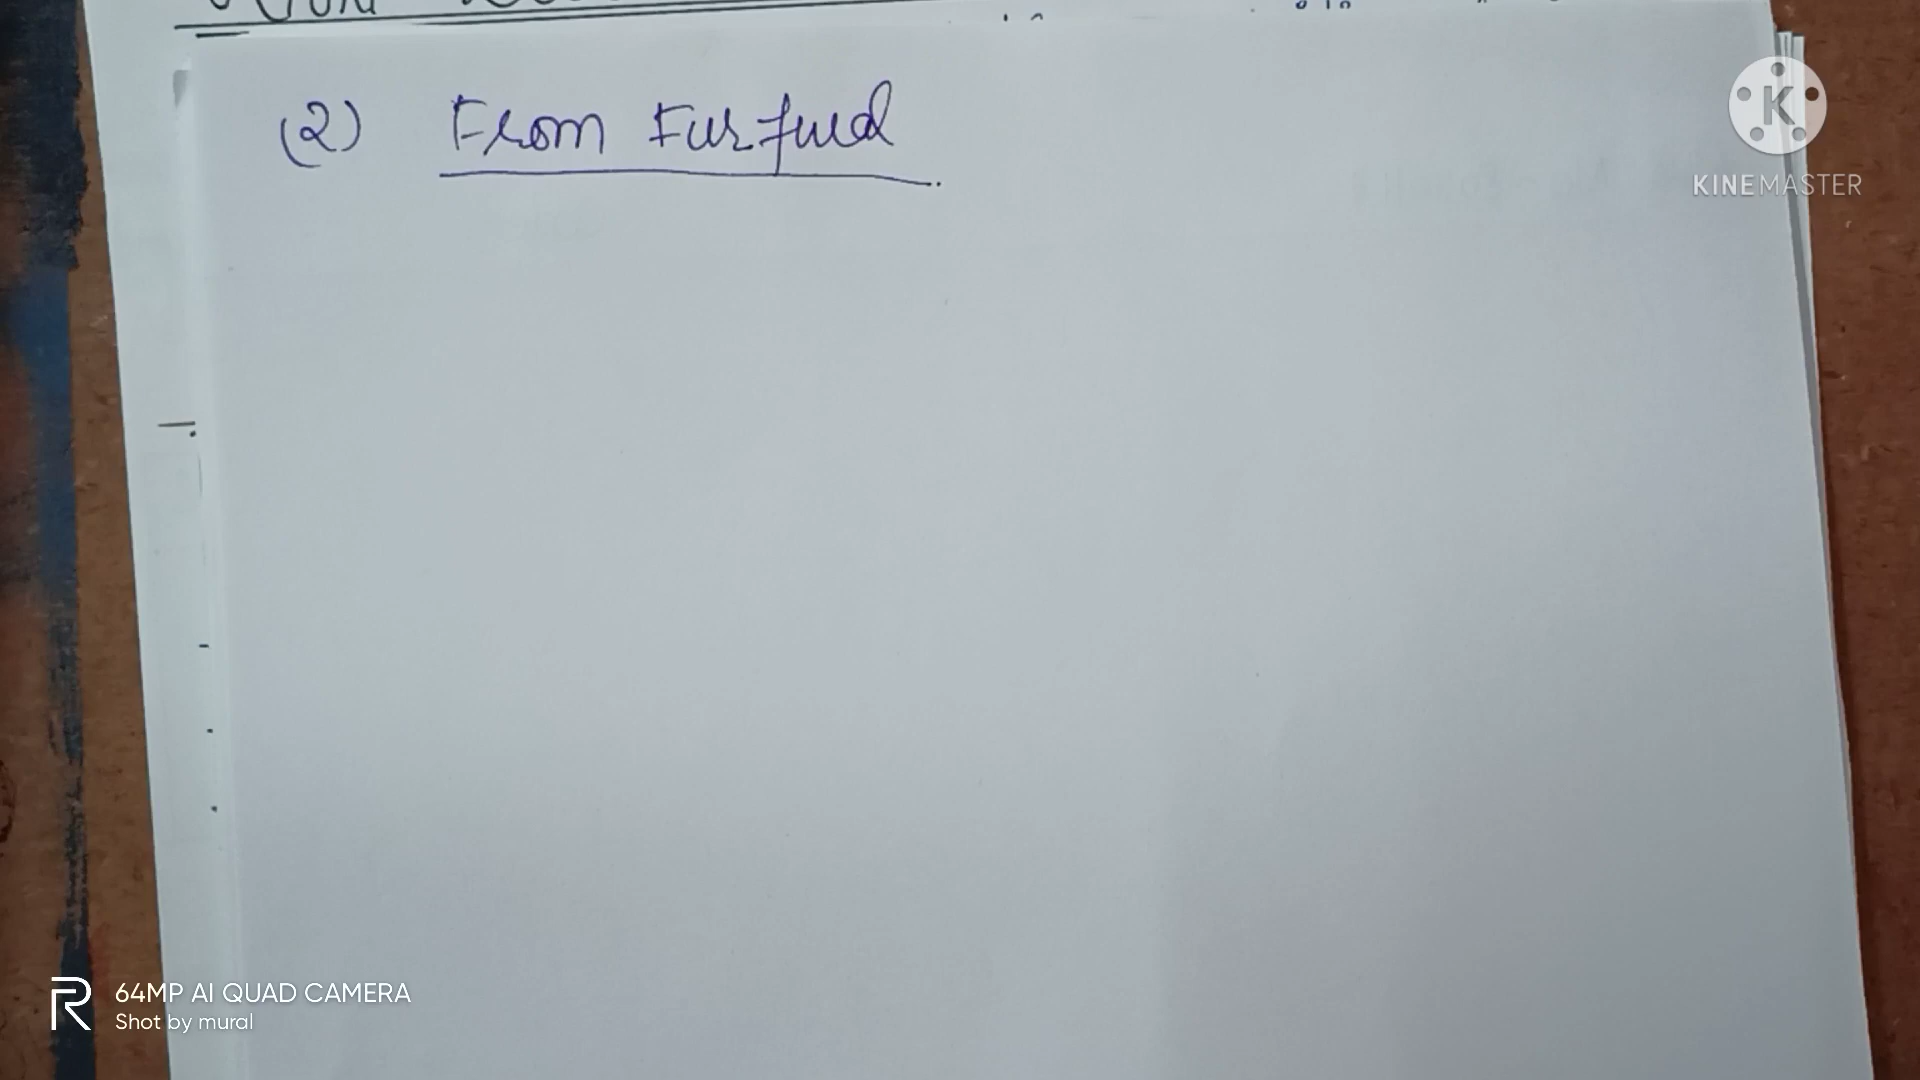 (2) From Furfural
KINEMASTER
64MP AI QUAD CAMERA
Shot by mural